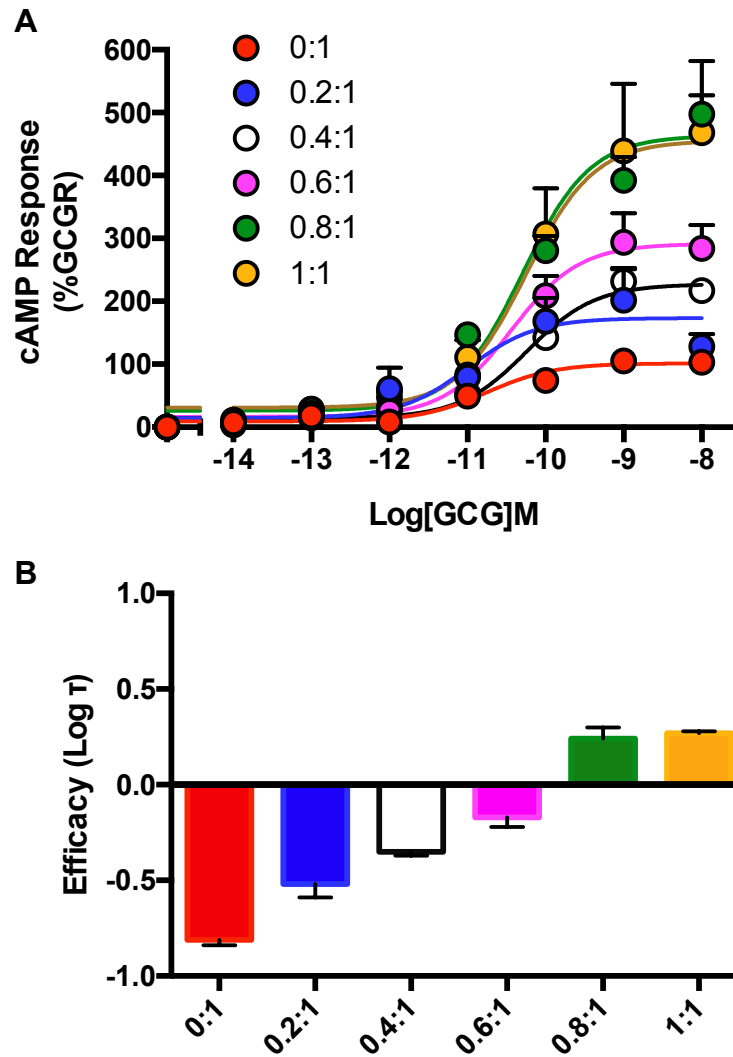 A
600
500
400
300
200
100
0
cAMP Response
(%GCGR)
0:1
0.2:1
0.4:1
0.6:1
0.8:1
1:1
-14 -13 -12 -11 -10 -9 -8
Log[GCG]M
B
1.0
0.5
0.0
-0.5
-1.0
Efficacy (Log τ)
0:1 0.2:1 0.4:1 0.6:1 0.8:1 1:1